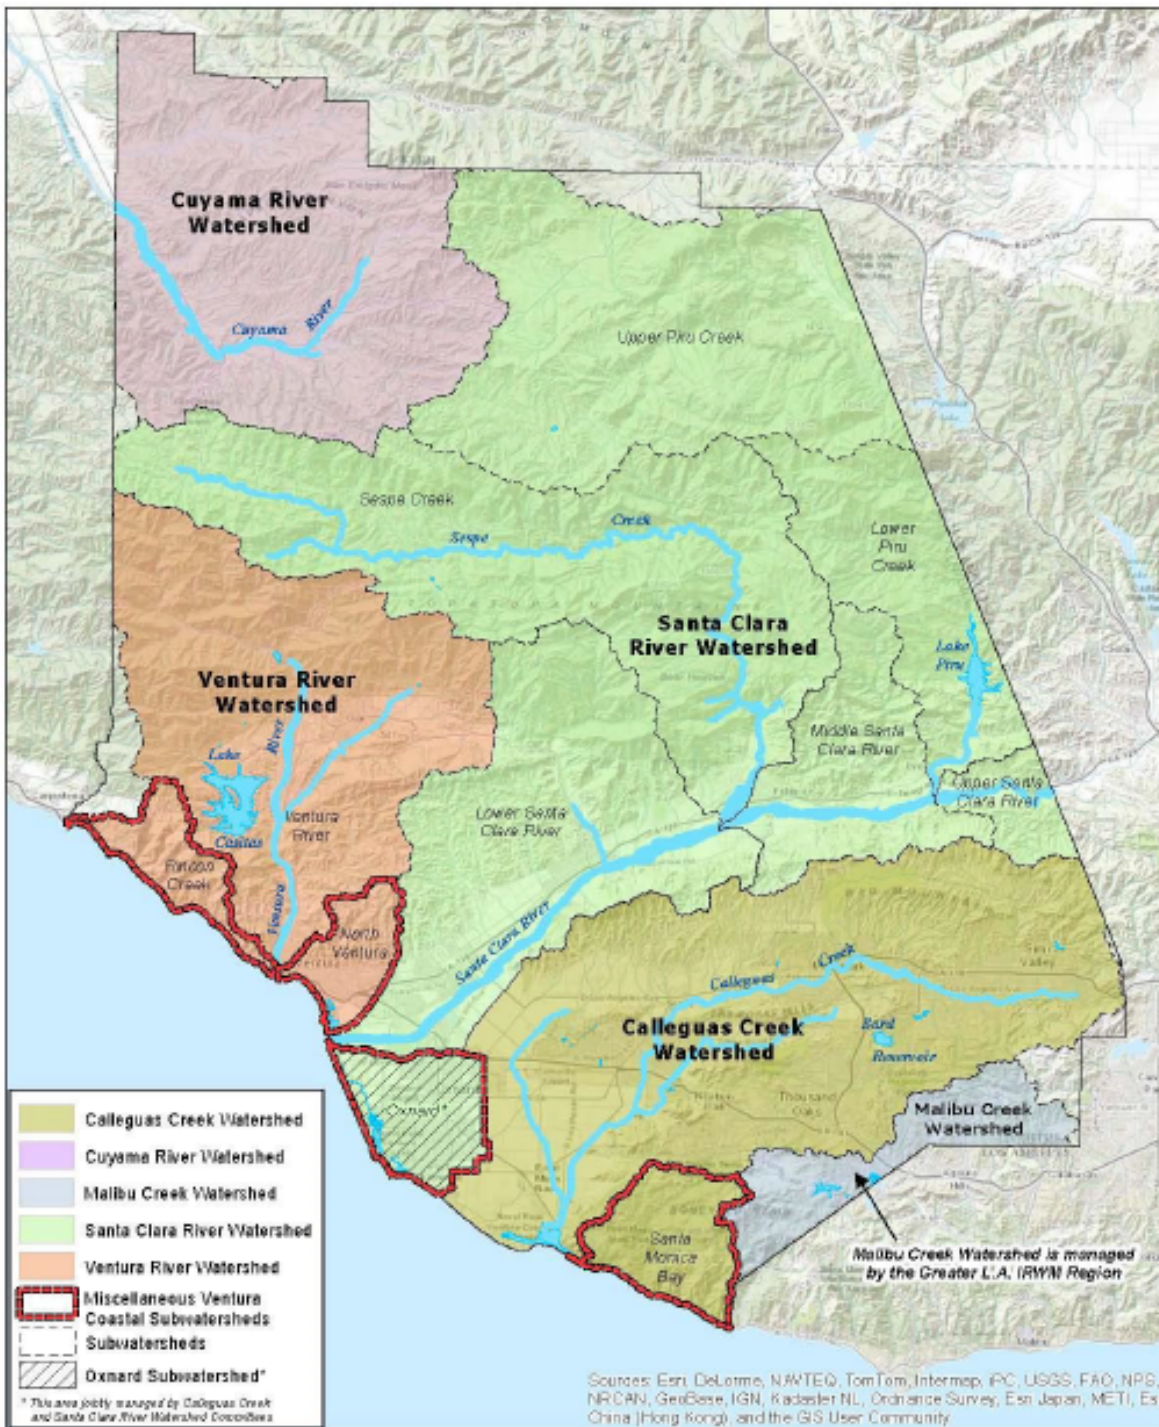 Cuyama River
Watershed
Cuyama River
Upper Piru Creek
Sespe Creek
Sespe Creek
Lower
Piru
Creek
Santa Clara
River Watershed
Lake
Piru
Ventura River
Watershed
River
Lake
Casitas
Ventura
River
Ventura
Middle Santa
Clara River
Upper Santa
Clara River
Lower Santa
Clara River
Rincon
Creek
North
Ventura
Santa Clara River
Calleguas Creek
Calleguas Creek
Watershed
Bard
Reservoir
Simi
Valley
Thousand
Oaks
Oxnard*
Malibu Creek
Watershed
Santa
Monica
Bay
Malibu Creek Watershed is managed
by the Greater L.A. IRWM Region
Calleguas Creek Watershed
Cuyama River Watershed
Malibu Creek Watershed
Santa Clara River Watershed
Ventura River Watershed
Miscellaneous Ventura
Coastal Subwatersheds
Subwatersheds
Oxnard Subwatershed*
* This area jointly managed by Calleguas Creek
and Santa Clara River Watershed Committees
Sources: Esri, DeLorme, NAVTEQ, TomTom, Intermap, iPC, USGS, FAO, NPS,
NRCAN, GeoBase, IGN, Kadaster NL, Ordnance Survey, Esri Japan, METI, Es
China (Hong Kong), and the GIS User Community